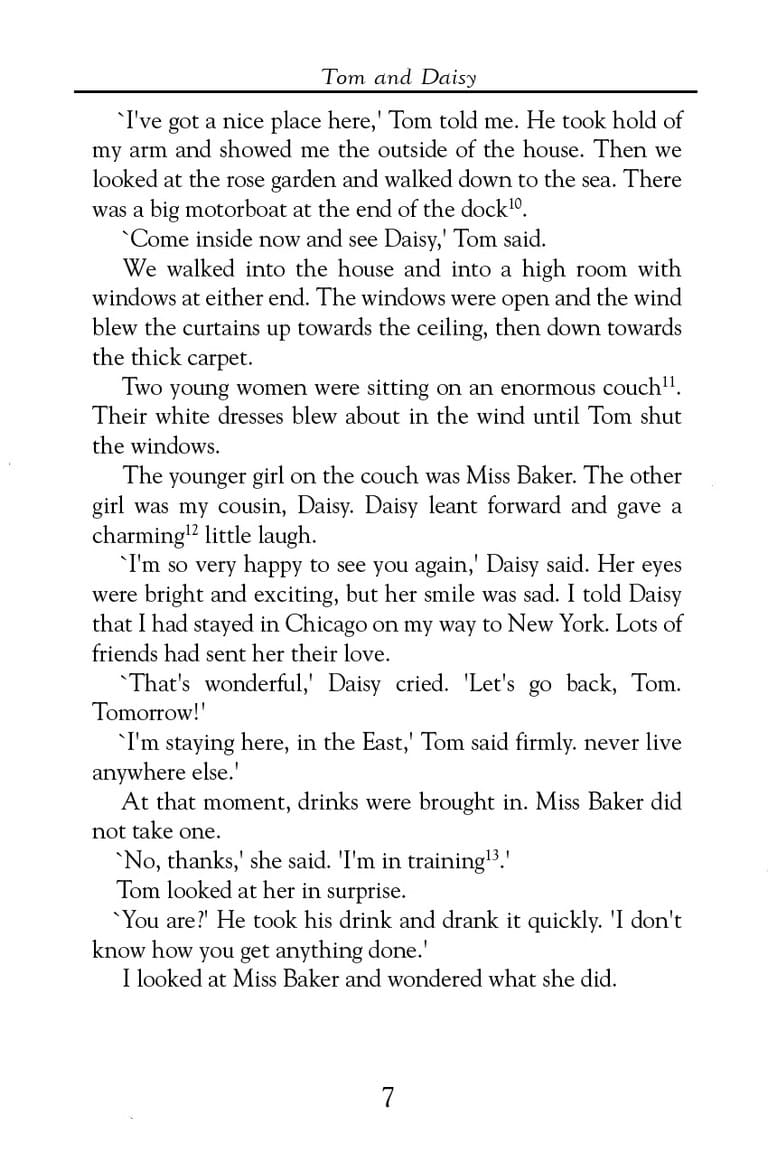 Tom and Daisy
`I've got a nice place here,' Tom told me. He took hold of
my arm and showed me the outside of the house. Then we
looked at the rose garden and walked down to the sea. There
was a big motorboat at the end of the dock¹⁰.
`Come inside now and see Daisy,' Tom said.
We walked into the house and into a high room with
windows at either end. The windows were open and the wind
blew the curtains up towards the ceiling, then down towards
the thick carpet.
Two young women were sitting on an enormous couch¹¹.
Their white dresses blew about in the wind until Tom shut
the windows.
The younger girl on the couch was Miss Baker. The other
girl was my cousin, Daisy. Daisy leant forward and gave a
charming¹² little laugh.
`I'm so very happy to see you again,' Daisy said. Her eyes
were bright and exciting, but her smile was sad. I told Daisy
that I had stayed in Chicago on my way to New York. Lots of
friends had sent her their love.
`That's wonderful,' Daisy cried. 'Let's go back, Tom.
Tomorrow!'
`I'm staying here, in the East,' Tom said firmly. never live
anywhere else.'
At that moment, drinks were brought in. Miss Baker did
not take one.
`No, thanks,' she said. 'I'm in training¹³.'
Tom looked at her in surprise.
`You are?' He took his drink and drank it quickly. 'I don't
know how you get anything done.'
I looked at Miss Baker and wondered what she did.
7